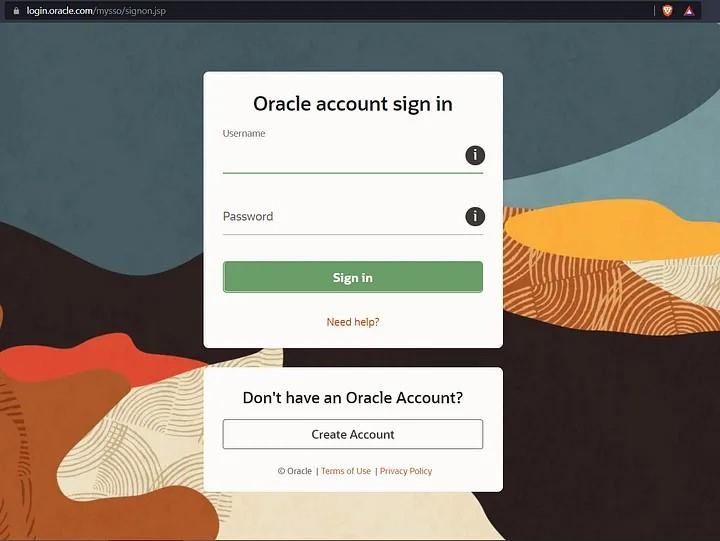 login.oracle.com/mysso/signon.jsp
Oracle account sign in
Username
i
Password
i
Sign in
Need help?
Don't have an Oracle Account?
Create Account
© Oracle | Terms of Use | Privacy Policy